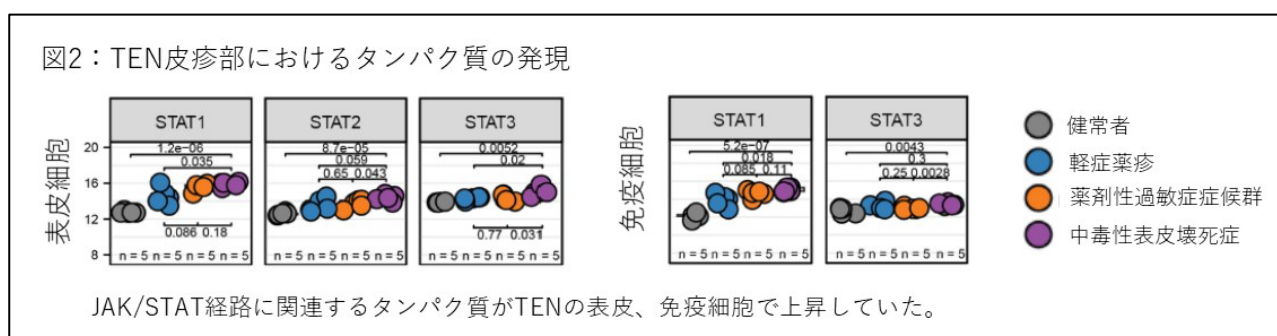 図2：TEN皮疹部におけるタンパク質の発現
表皮細胞
STAT1 STAT2 STAT3
20
16
12
8
1.2e-06
0.035
0.086 0.18
n = 5 n = 5 n = 5 n = 5
8.7e-05
0.059
0.65 0.043
n = 5 n = 5 n = 5 n = 5
0.0052
0.02
0.77 0.031
n = 5 n = 5 n = 5 n = 5
免疫細胞
STAT1 STAT3
5.2e-07
0.018
0.085 0.11
n = 5 n = 5 n = 5 n = 5
0.0043
0.3
0.25 0.0028
n = 5 n = 5 n = 5 n = 5
健常者
軽症薬疹
薬剤性過敏症症候群
中毒性表皮壊死症
JAK/STAT経路に関連するタンパク質がTENの表皮、免疫細胞で上昇していた。